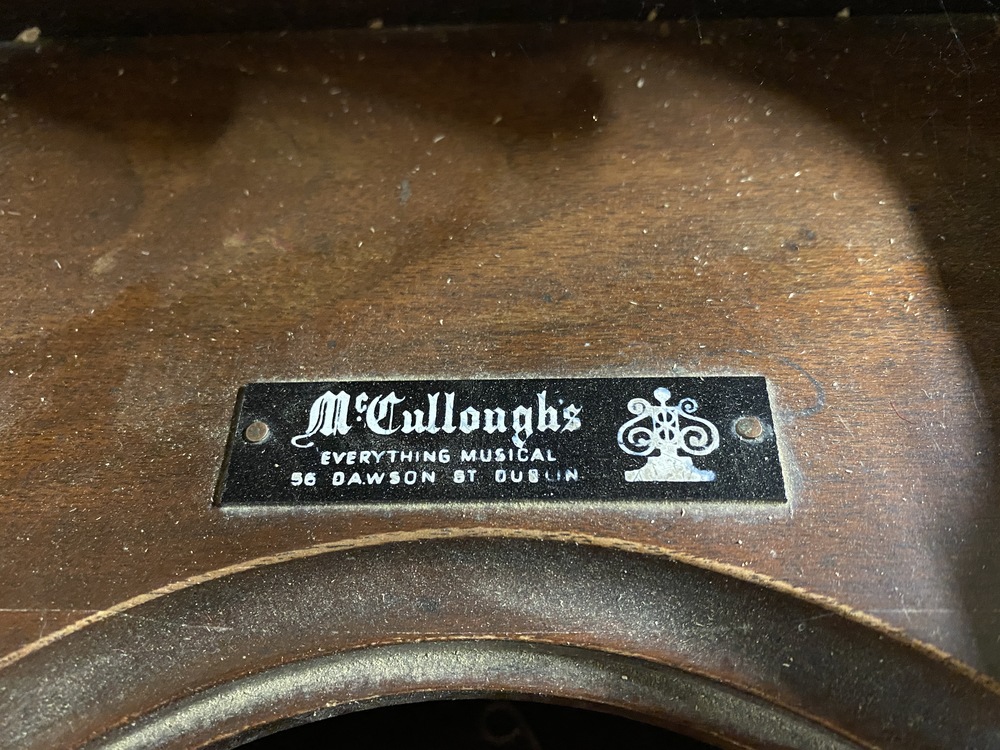 McCullough's
EVERYTHING MUSICAL
56 DAWSON ST DUBLIN